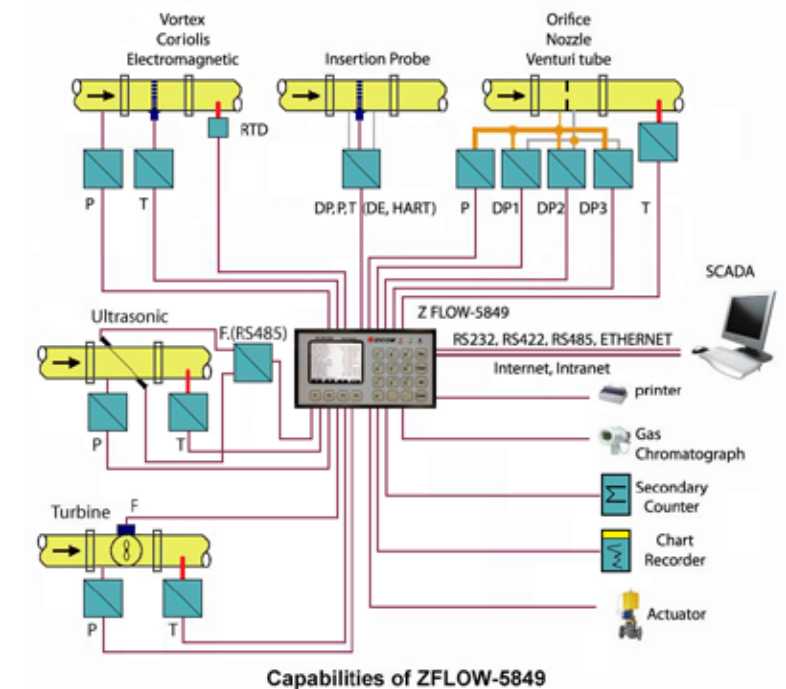 Vortex
Coriolis
Electromagnetic
Insertion Probe
Orifice
Nozzle
Venturi tube
RTD
P
T
DP,P,T (DE, HART)
P
DP1
DP2
DP3
T
SCADA
Z FLOW-5849
RS232, RS422, RS485, ETHERNET
Internet, Intranet
Ultrasonic
F.(RS485)
P
T
printer
Gas
Chromatograph
Secondary
Counter
Chart
Recorder
Actuator
Turbine
F
P
T
Capabilities of ZFLOW-5849